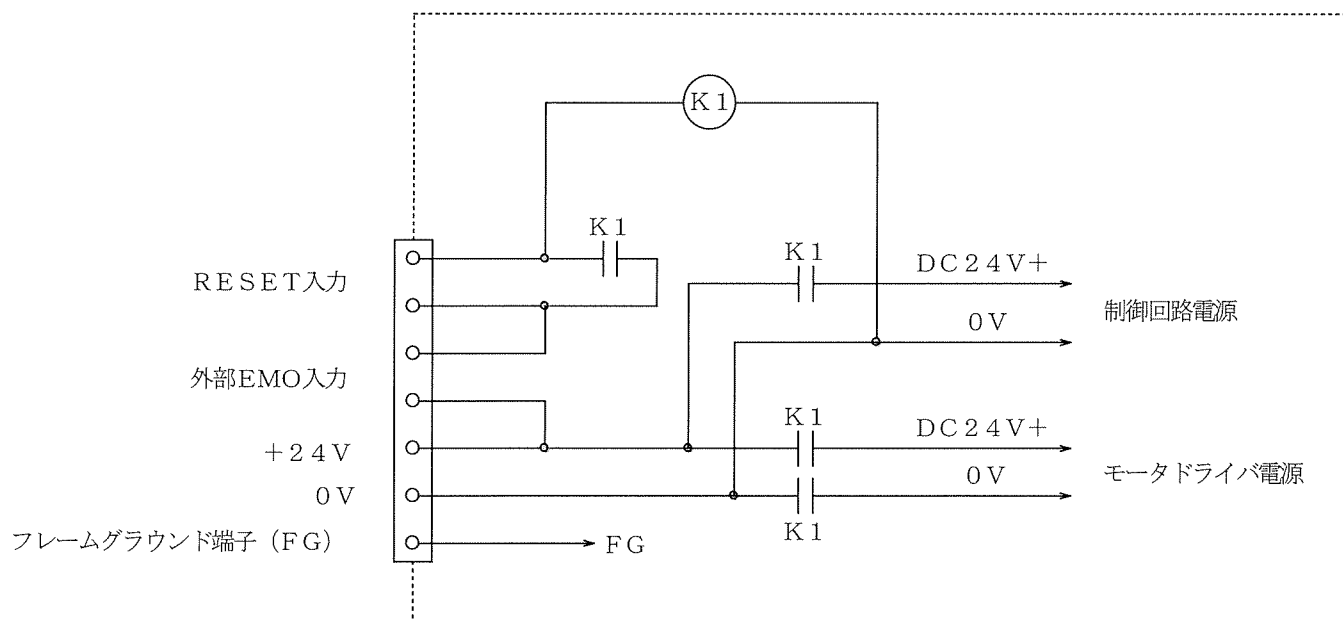 K1
K1
RESET入力
外部EMO入力
+24V
0V
フレームグラウンド端子(FG)
FG
K1
DC24V+
0V
制御回路電源
K1
DC24V+
0V
K1
モータドライバ電源